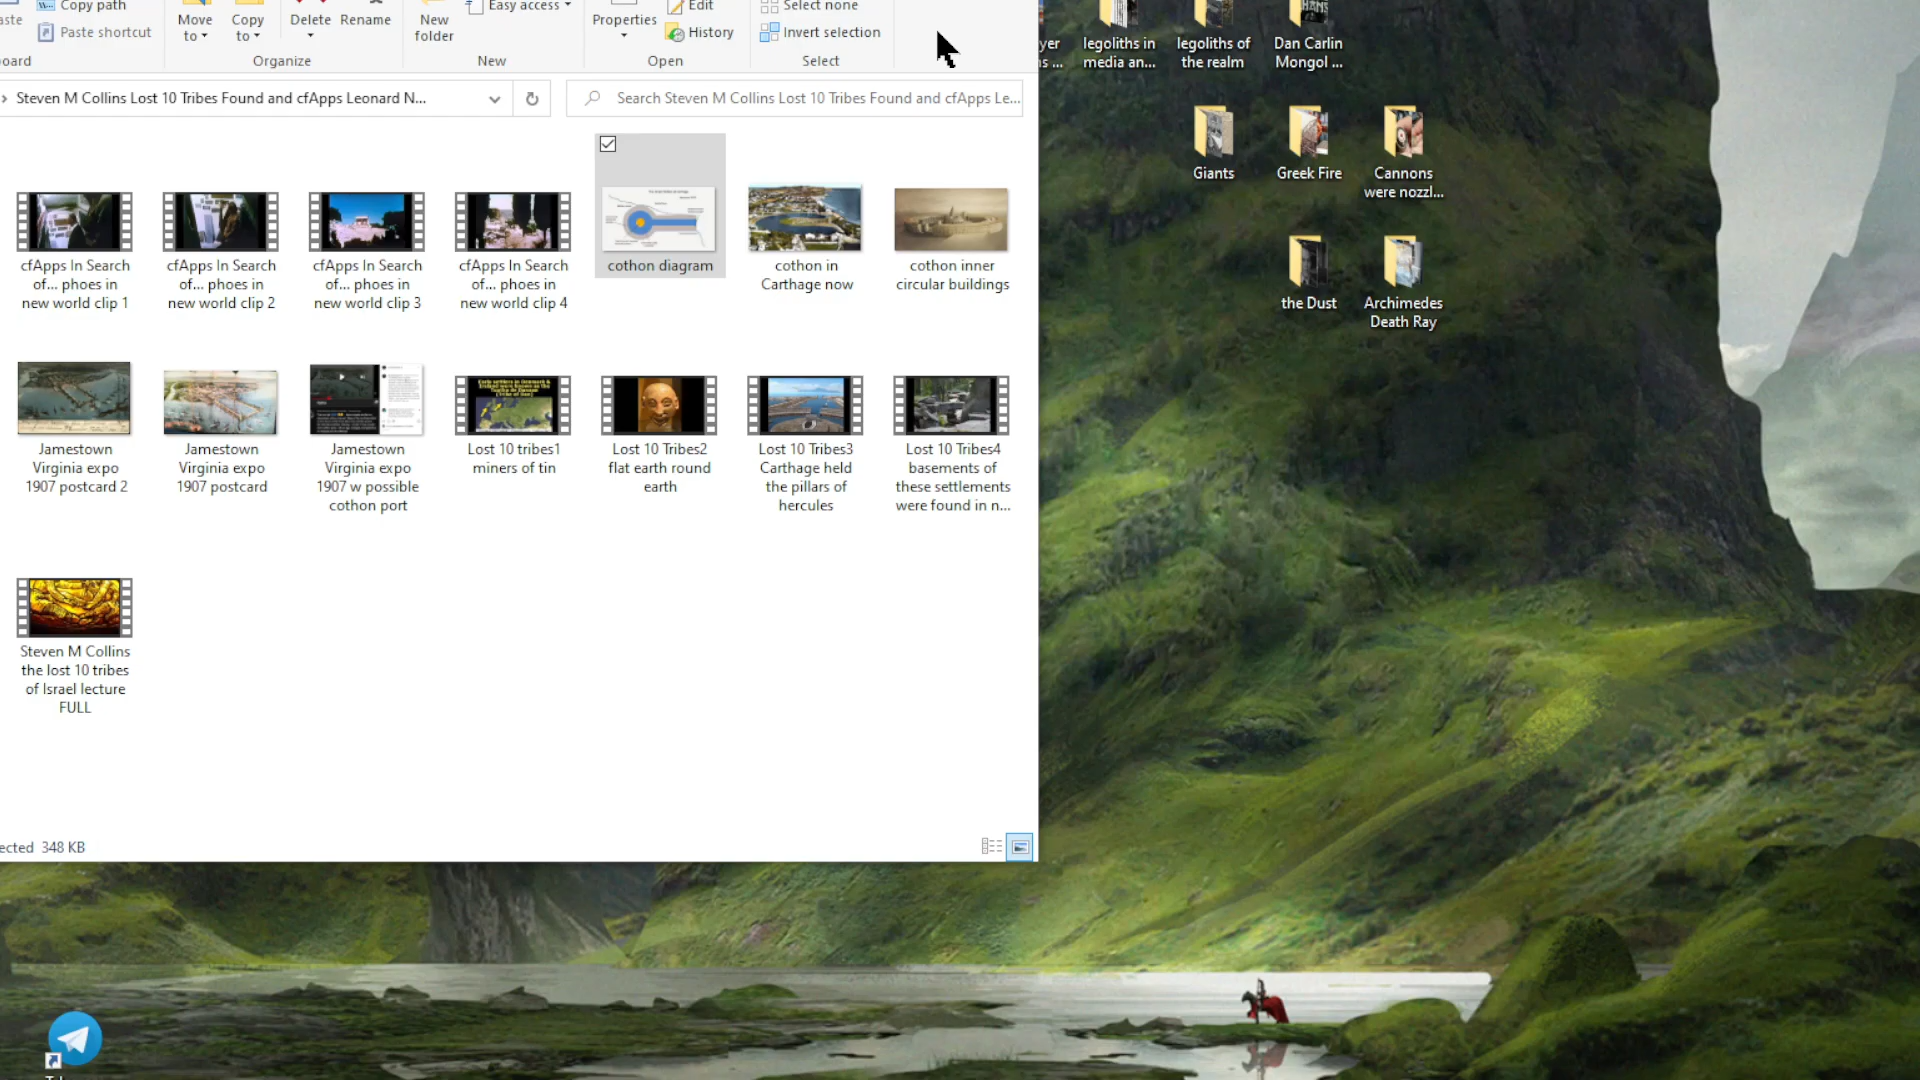 Copy path
Paste shortcut
Move
to
Copy
to
Delete
Rename
New
folder
Easy access
Properties
Edit
History
Select none
Invert selection
Organize
New
Open
Select
Steven M Collins Lost 10 Tribes Found and cfApps Leonard N...
Search Steven M Collins Lost 10 Tribes Found and cfApps Le...
cfApps In Search
of... phoes in
new world clip 1
cfApps In Search
of... phoes in
new world clip 2
cfApps In Search
of... phoes in
new world clip 3
cfApps In Search
of... phoes in
new world clip 4
cothon diagram
cothon in
Carthage now
cothon inner
circular buildings
Jamestown
Virginia expo
1907 postcard 2
Jamestown
Virginia expo
1907 postcard
Jamestown
Virginia expo
1907 w possible
cothon port
Lost 10 tribes1
miners of tin
Lost 10 Tribes2
flat earth round
earth
Lost 10 Tribes3
Carthage held
the pillars of
hercules
Lost 10 Tribes4
basements of
these settlements
were found in n...
Steven M Collins
the lost 10 tribes
of Israel lecture
FULL
348 KB
legoliths in
media an...
legoliths of
the realm
Dan Carlin
Mongol ...
Giants
Greek Fire
Cannons
were nozzl...
the Dust
Archimedes
Death Ray